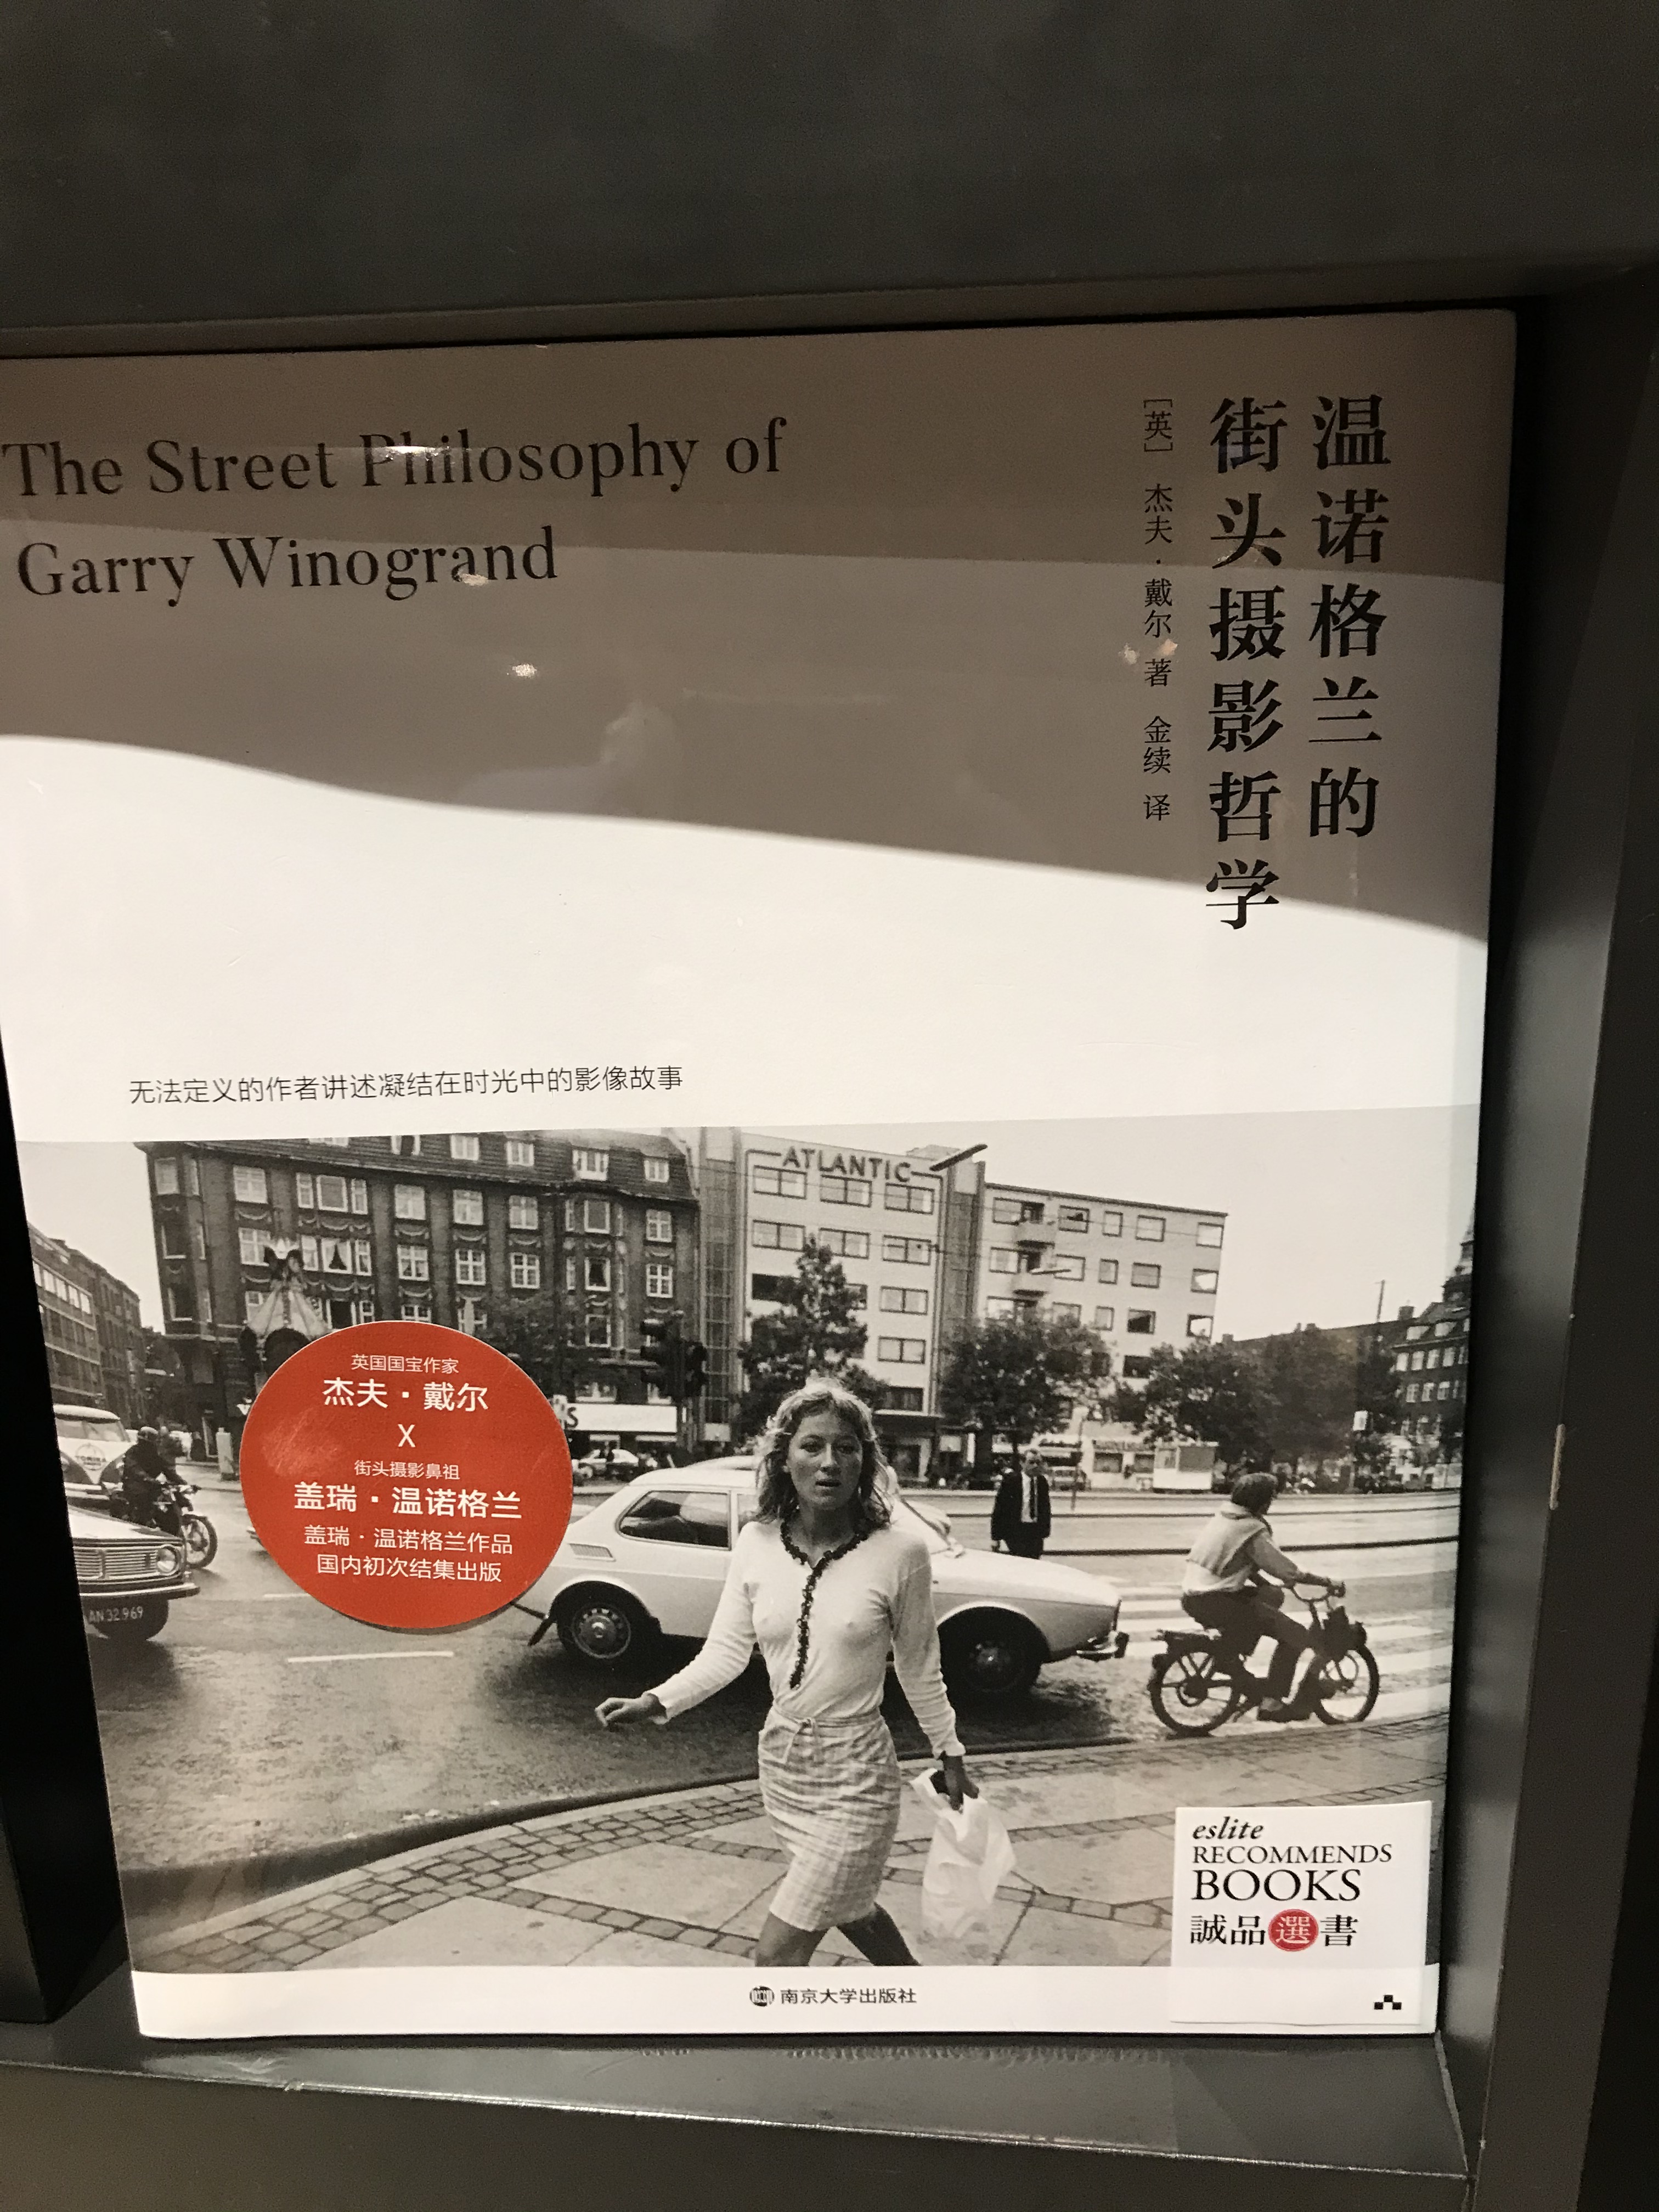 The Street Philosophy of
Garry Winogrand
温诺格兰的
街头摄影哲学
[英] 杰夫·戴尔 著 金续 译
无法定义的作者讲述凝结在时光中的影像故事
ATLANTIC
英国国宝作家
杰夫·戴尔
X
街头摄影鼻祖
盖瑞·温诺格兰
盖瑞·温诺格兰作品
国内初次结集出版
S
AN 32.969
eslite
RECOMMENDS
BOOKS
誠品選書
南京大学出版社